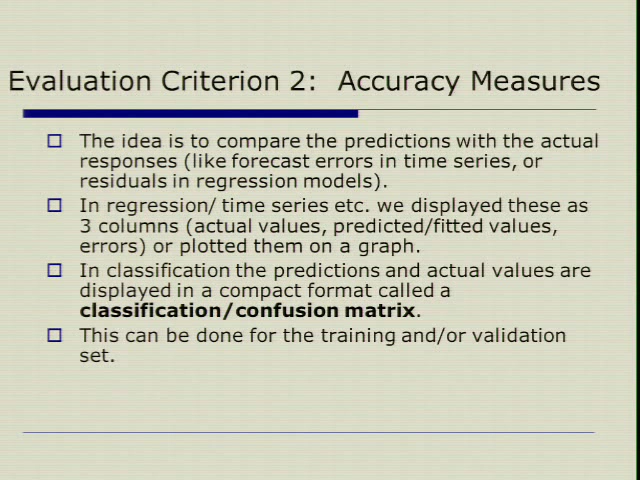 Evaluation Criterion 2: Accuracy Measures
The idea is to compare the predictions with the actual
responses (like forecast errors in time series, or
residuals in regression models).
In regression/ time series etc. we displayed these as
3 columns (actual values, predicted/fitted values,
errors) or plotted them on a graph.
In classification the predictions and actual values are
displayed in a compact format called a
classification/confusion matrix.
This can be done for the training and/or validation
set.